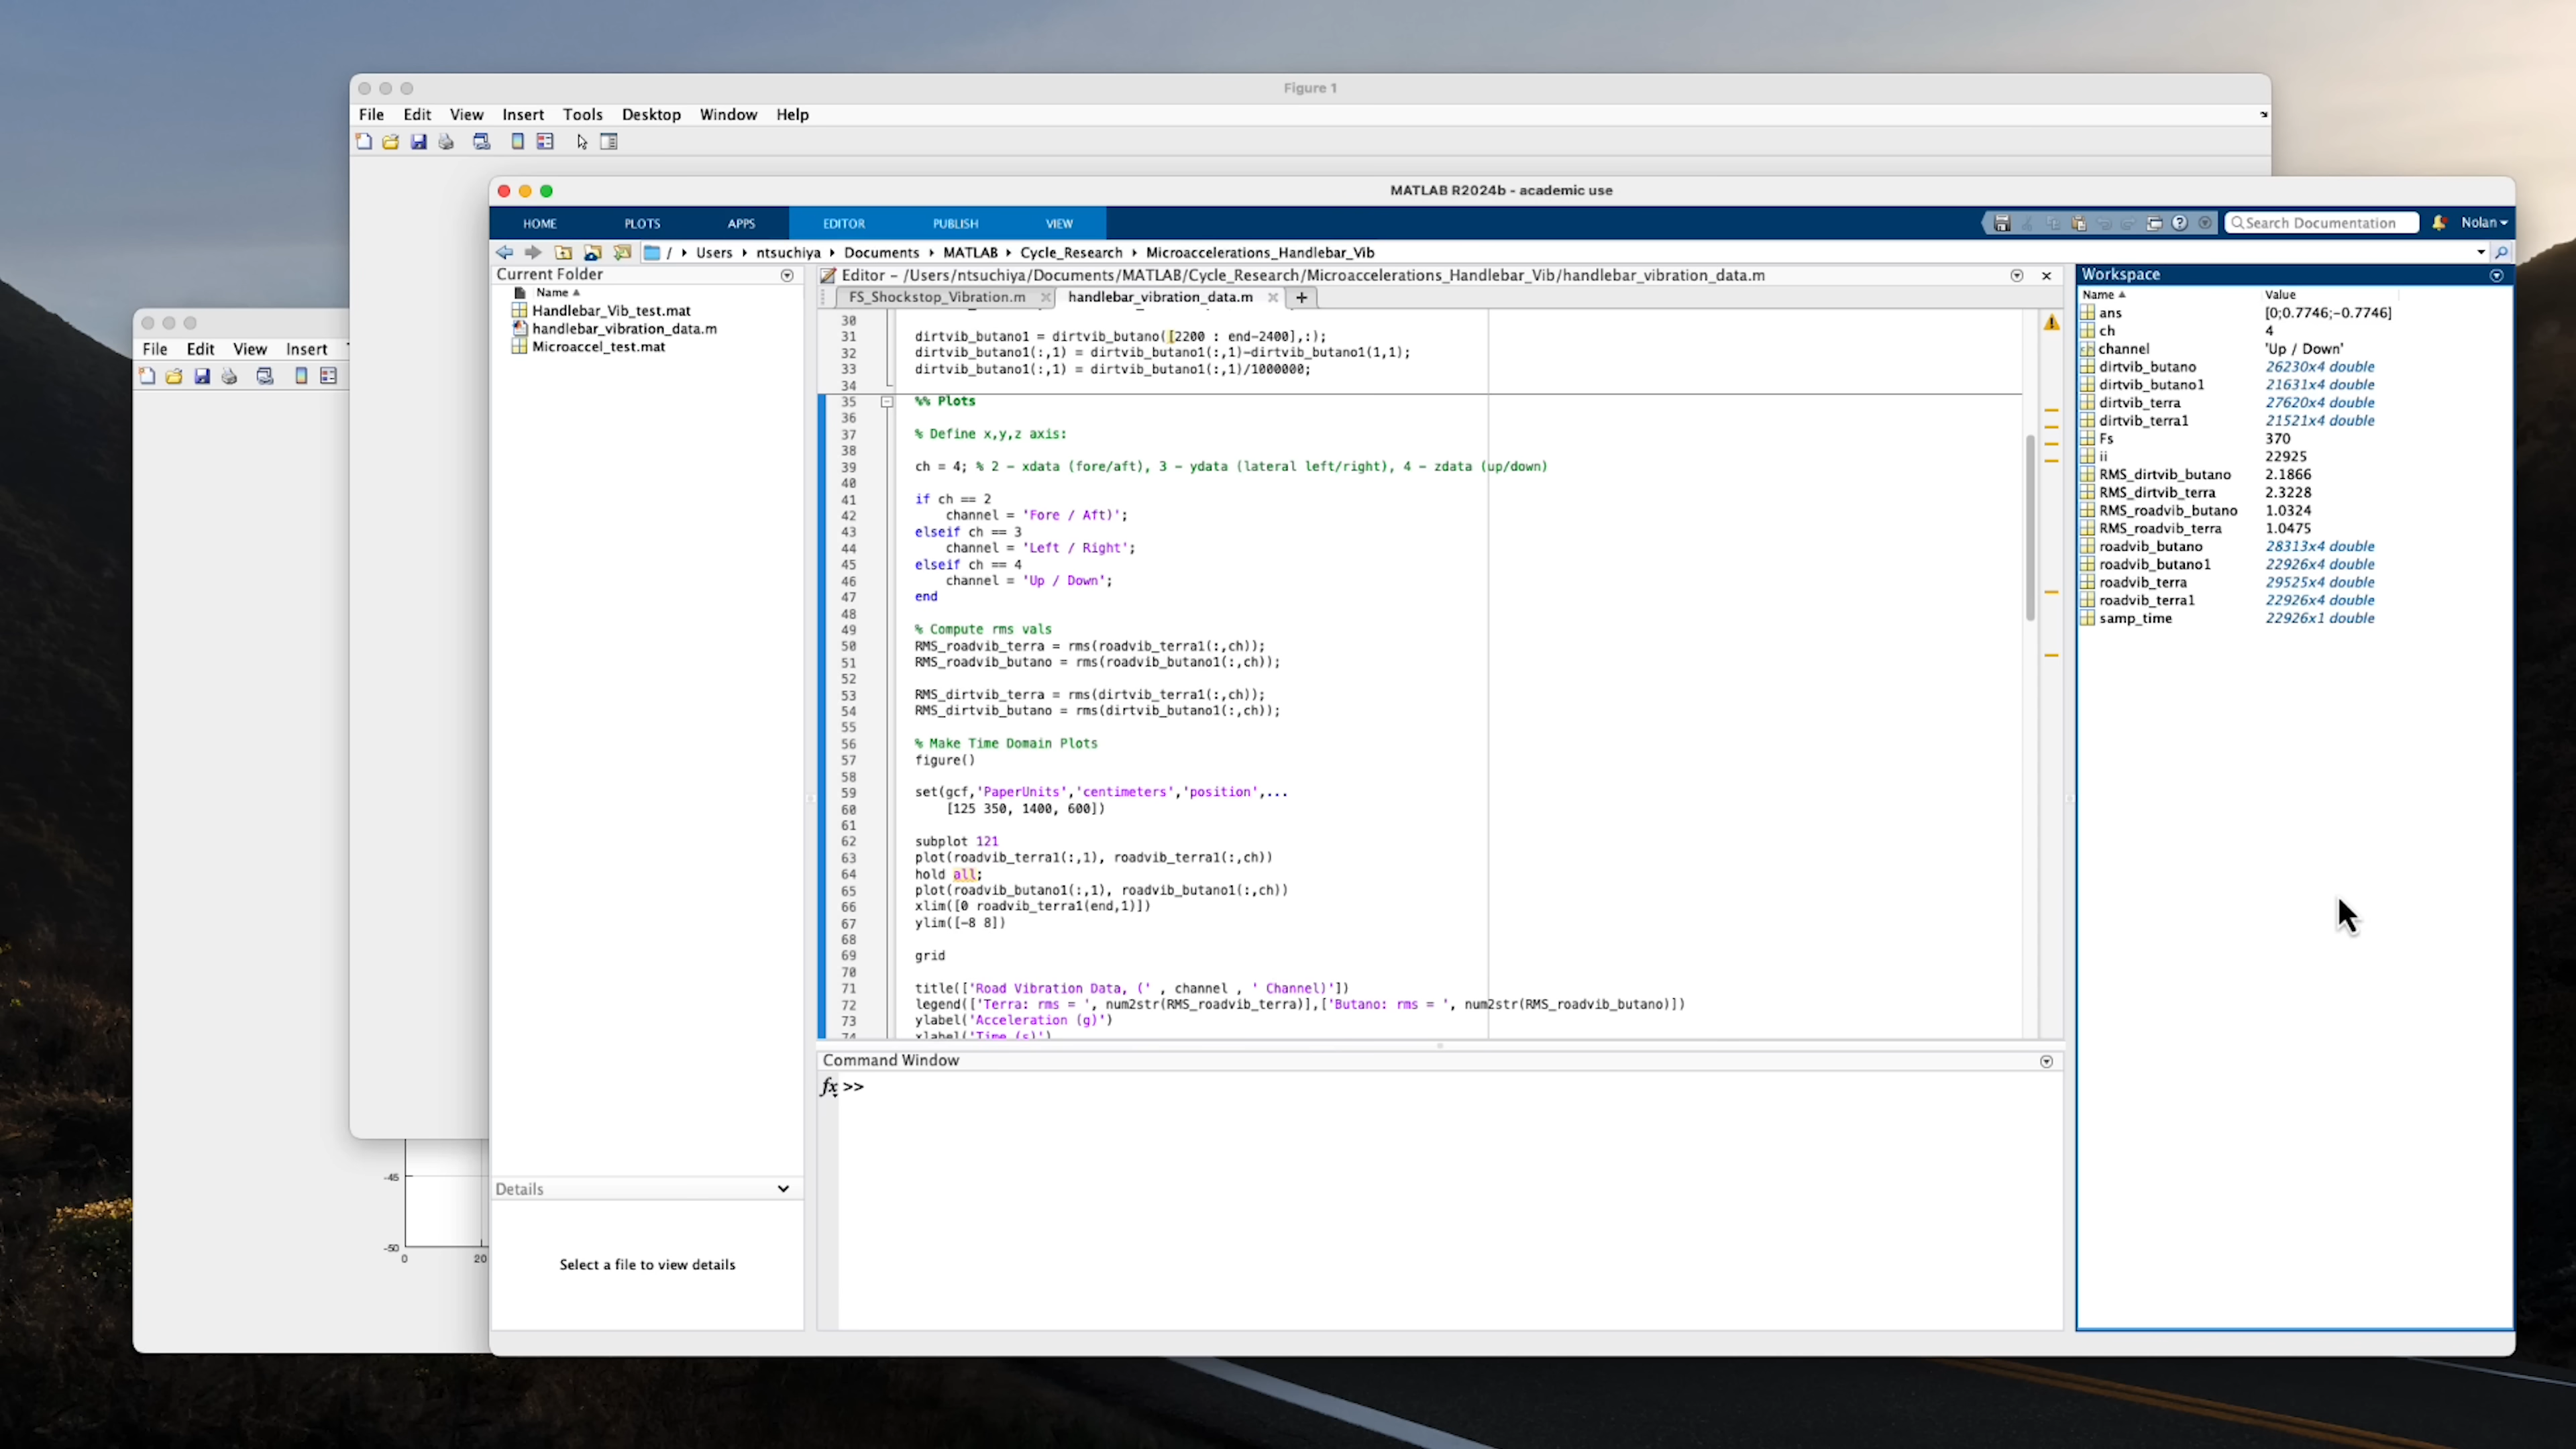 Figure 1
File Edit View Insert Tools Desktop Window Help
MATLAB R2024b - academic use
HOME PLOTS APPS EDITOR PUBLISH VIEW
Search Documentation
Nolan
/ Users ntsuchiya Documents MATLAB Cycle_Research Microaccelerations_Handlebar_Vib
Current Folder
Name
Handlebar_Vib_test.mat
handlebar_vibration_data.m
Microaccel_test.mat
Details
Select a file to view details
File Edit View Insert
-45
-50
0 20
Editor - /Users/ntsuchiya/Documents/MATLAB/Cycle_Research/Microaccelerations_Handlebar_Vib/handlebar_vibration_data.m
FS_Shockstop_Vibration.m handlebar_vibration_data.m +
30
31 dirtvib_butano1 = dirtvib_butano([2200 : end-2400],:);
32 dirtvib_butano1(:,1) = dirtvib_butano1(:,1)-dirtvib_butano1(1,1);
33 dirtvib_butano1(:,1) = dirtvib_butano1(:,1)/1000000;
34
35 %% Plots
36
37 % Define x,y,z axis:
38
39 ch = 4; % 2 - xdata (fore/aft), 3 - ydata (lateral left/right), 4 - zdata (up/down)
40
41 if ch == 2
42 channel = 'Fore / Aft)';
43 elseif ch == 3
44 channel = 'Left / Right';
45 elseif ch == 4
46 channel = 'Up / Down';
47 end
48
49 % Compute rms vals
50 RMS_roadvib_terra = rms(roadvib_terra1(:,ch));
51 RMS_roadvib_butano = rms(roadvib_butano1(:,ch));
52
53 RMS_dirtvib_terra = rms(dirtvib_terra1(:,ch));
54 RMS_dirtvib_butano = rms(dirtvib_butano1(:,ch));
55
56 % Make Time Domain Plots
57 figure()
58
59 set(gcf,'PaperUnits','centimeters','position',...
60 [125 350, 1400, 600])
61
62 subplot 121
63 plot(roadvib_terra1(:,1), roadvib_terra1(:,ch))
64 hold all;
65 plot(roadvib_butano1(:,1), roadvib_butano1(:,ch))
66 xlim([0 roadvib_terra1(end,1)])
67 ylim([-8 8])
68
69 grid
70
71 title(['Road Vibration Data, (' , channel , ' Channel)'])
72 legend(['Terra: rms = ', num2str(RMS_roadvib_terra)],['Butano: rms = ', num2str(RMS_roadvib_butano)])
73 ylabel('Acceleration (g)')
74 xlabel('Time (s)')
Command Window
fx >>
Workspace
Name Value
ans [0;0.7746;-0.7746]
ch 4
channel 'Up / Down'
dirtvib_butano 26230x4 double
dirtvib_butano1 21631x4 double
dirtvib_terra 27620x4 double
dirtvib_terra1 21521x4 double
Fs 370
ii 22925
RMS_dirtvib_butano 2.1866
RMS_dirtvib_terra 2.3228
RMS_roadvib_butano 1.0324
RMS_roadvib_terra 1.0475
roadvib_butano 28313x4 double
roadvib_butano1 22926x4 double
roadvib_terra 29525x4 double
roadvib_terra1 22926x4 double
samp_time 22926x1 double